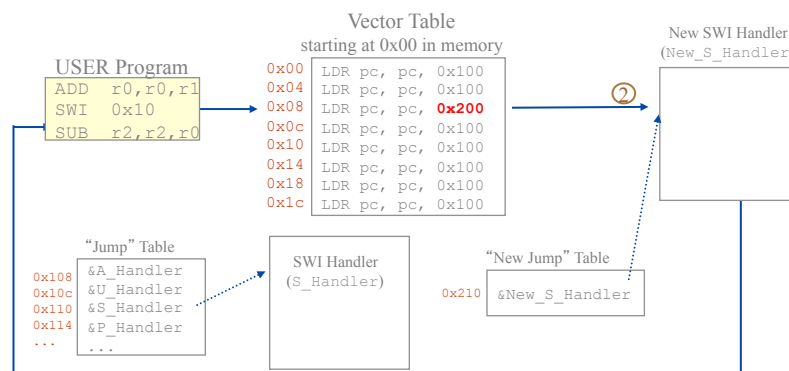 Vector Table
starting at 0x00 in memory
New SWI Handler
(New_S_Handler
USER Program
ADD r0,r0,r1
SWI 0x10
SUB r2,r2,r0
0x00 LDR pc, pc, 0x100
0x04 LDR pc, pc, 0x100
0x08 LDR pc, pc, 0x200
0x0c LDR pc, pc, 0x100
0x10 LDR pc, pc, 0x100
0x14 LDR pc, pc, 0x100
0x18 LDR pc, pc, 0x100
0x1c LDR pc, pc, 0x100
2
“Jump” Table
0x108 &A_Handler
0x10c &U_Handler
0x110 &S_Handler
0x114 &P_Handler
... ...
SWI Handler
(S_Handler)
“New Jump” Table
0x210 &New_S_Handler